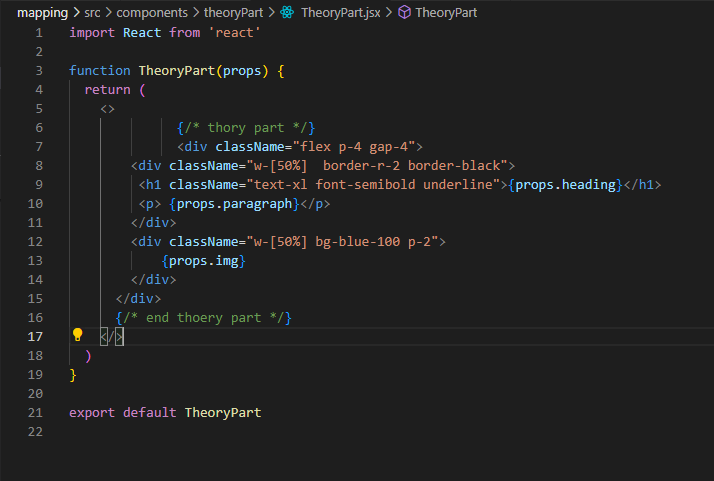 mapping > src > components > theoryPart > TheoryPart.jsx > TheoryPart
1 import React from 'react'
2
3 function TheoryPart(props) {
4 return (
5 <>
6 {/* thory part */}
7 <div className="flex p-4 gap-4">
8 <div className="w-[50%]  border-r-2 border-black">
9 <h1 className="text-xl font-semibold underline">{props.heading}</h1>
10 <p> {props.paragraph}</p>
11 </div>
12 <div className="w-[50%] bg-blue-100 p-2">
13 {props.img}
14 </div>
15 </div>
16 {/* end thoery part */}
17 </>
18 )
19 }
20
21 export default TheoryPart
22